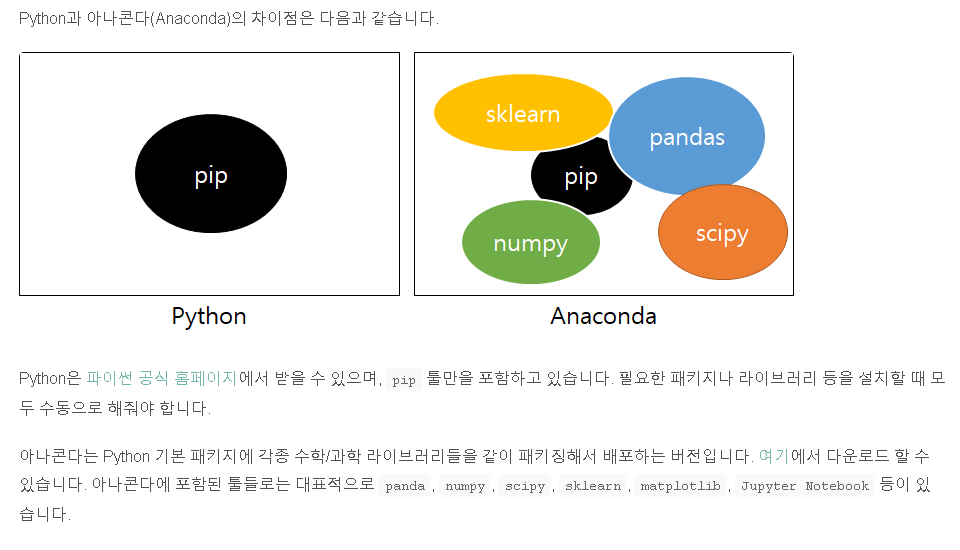 Python과 아나콘다(Anaconda)의 차이점은 다음과 같습니다.
pip
sklearn
pandas
pip
numpy
scipy
Python
Anaconda
Python은 파이썬 공식 홈페이지에서 받을 수 있으며, pip 툴만을 포함하고 있습니다. 필요한 패키지나 라이브러리 등을 설치할 때 모
두 수동으로 해줘야 합니다.
아나콘다는 Python 기본 패키지에 각종 수학/과학 라이브러리들을 같이 패키징해서 배포하는 버전입니다. 여기에서 다운로드 할 수
있습니다. 아나콘다에 포함된 툴들로는 대표적으로 panda, numpy, scipy, sklearn, matplotlib, Jupyter Notebook 등이 있
습니다.